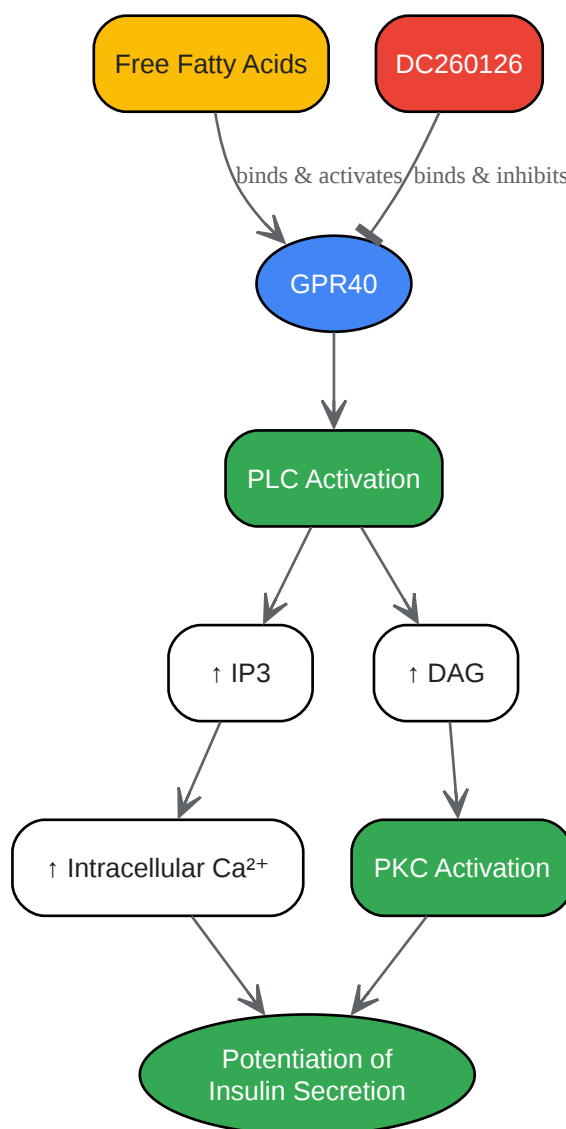 Free Fatty Acids
DC260126
binds & activates
binds & inhibits
GPR40
PLC Activation
↑ IP3
↑ DAG
↑ Intracellular Ca²⁺
PKC Activation
Potentiation of
Insulin Secretion